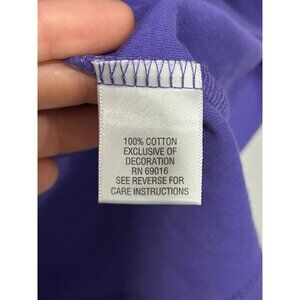 100% COTTON
EXCLUSIVE OF
DECORATION
RN 69016
SEE REVERSE FOR
CARE INSTRUCTIONS